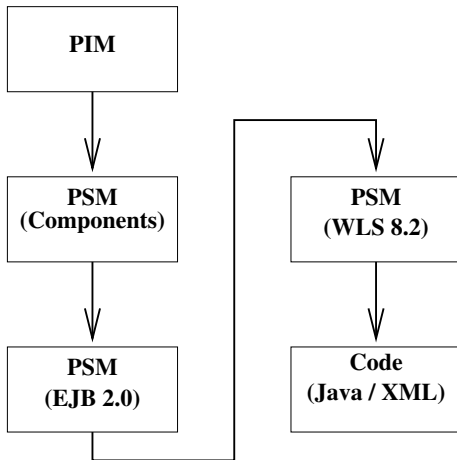 PIM
PSM
(Components)
PSM
(EJB 2.0)
PSM
(WLS 8.2)
Code
(Java / XML)